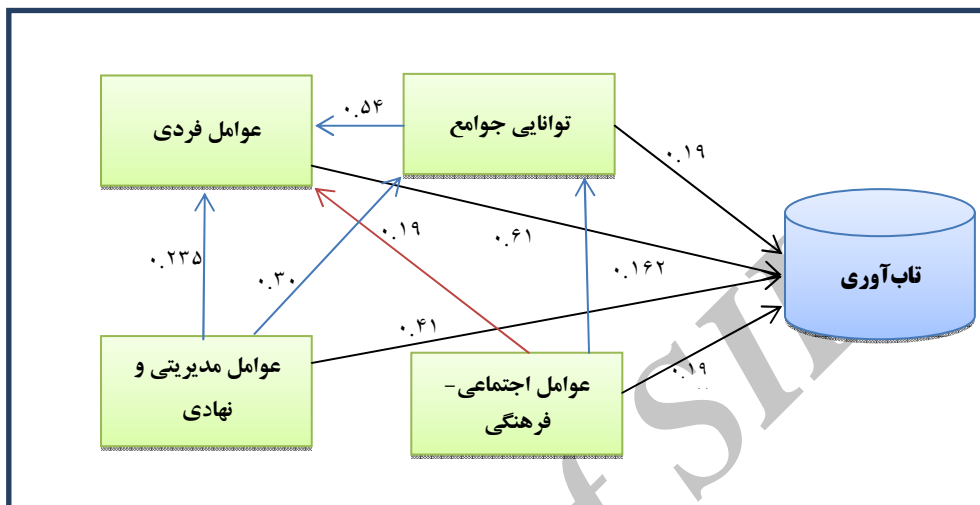 توانایی جوامع
عوامل فردی
۰.۵۴
۰.۱۹
۰.۱۹
۰.۶۱
۰.۲۳۵
۰.۳۰
۰.۱۶۲
تاب‌آوری
۰.۴۱
۰.۱۹
عوامل اجتماعی-
فرهنگی
عوامل مدیریتی و
نهادی
f SID